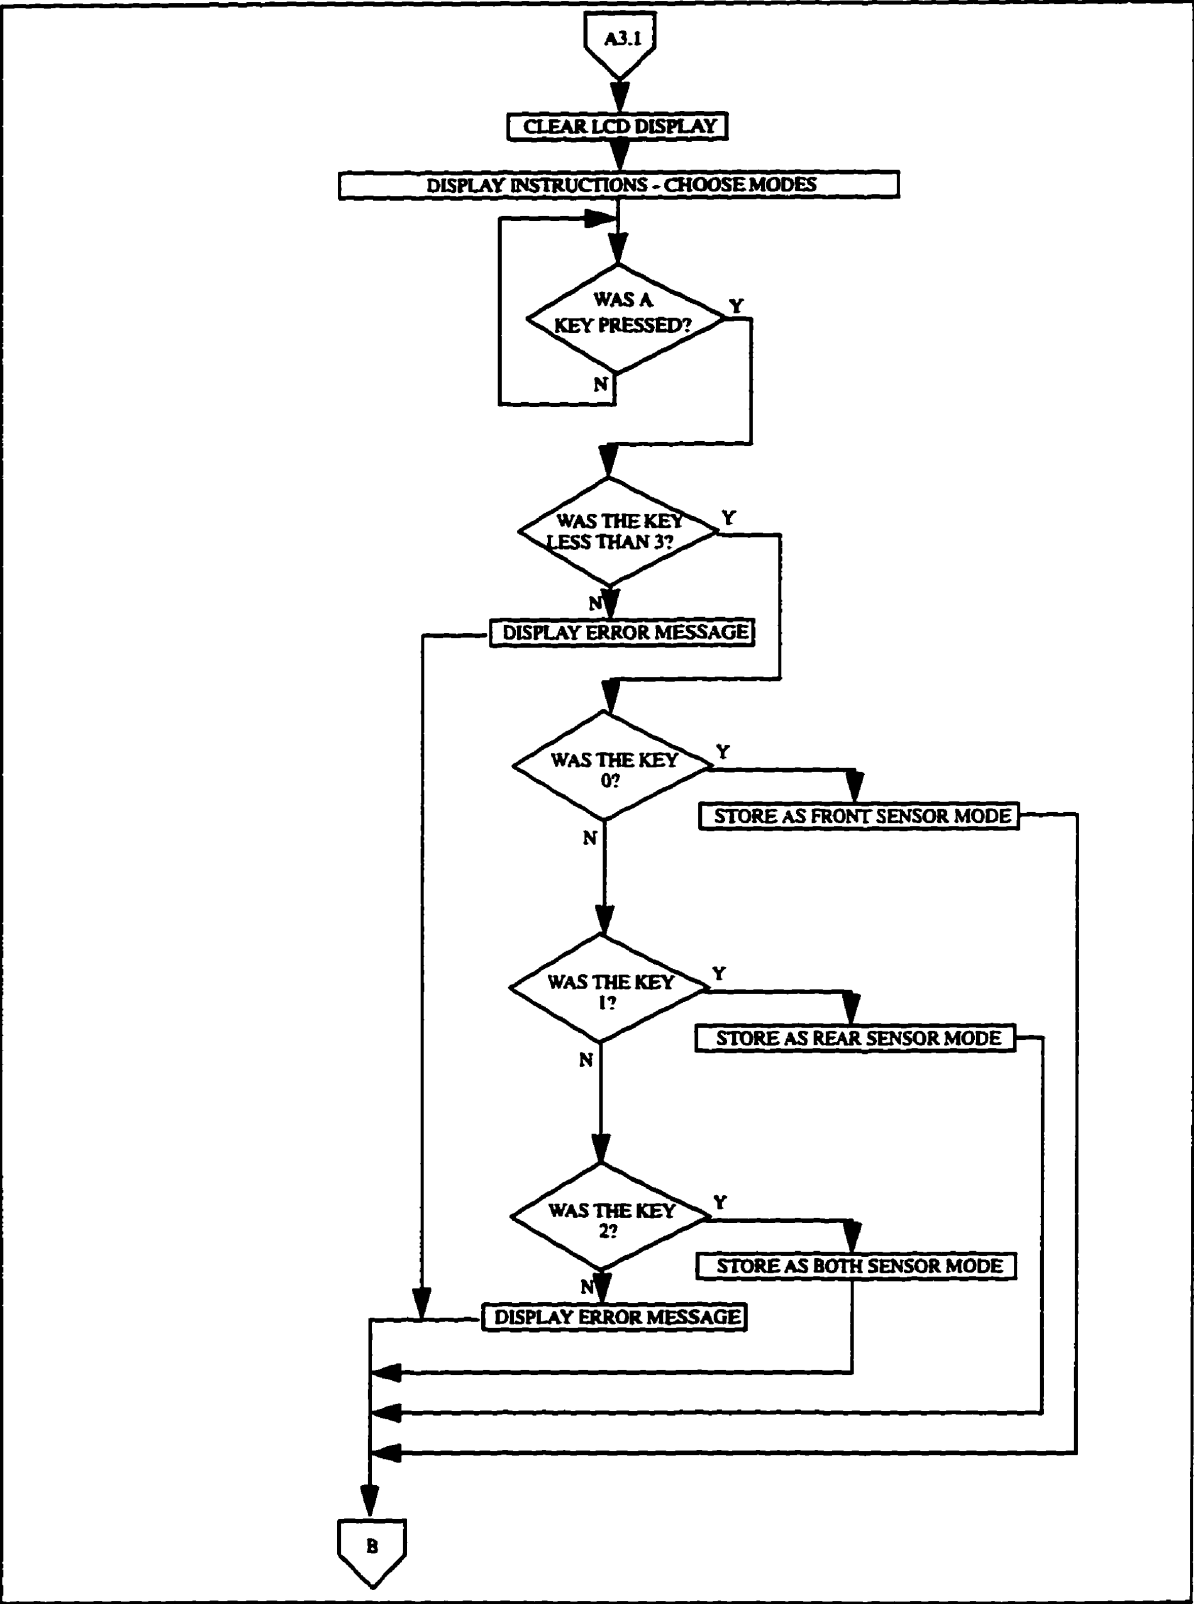 A3.1
CLEAR LCD DISPLAY
DISPLAY INSTRUCTIONS - CHOOSE MODES
WAS A
KEY PRESSED?
Y
N
WAS THE KEY
LESS THAN 3?
Y
N
DISPLAY ERROR MESSAGE
WAS THE KEY
0?
Y
STORE AS FRONT SENSOR MODE
N
WAS THE KEY
1?
Y
STORE AS REAR SENSOR MODE
N
WAS THE KEY
2?
Y
STORE AS BOTH SENSOR MODE
N
DISPLAY ERROR MESSAGE
B